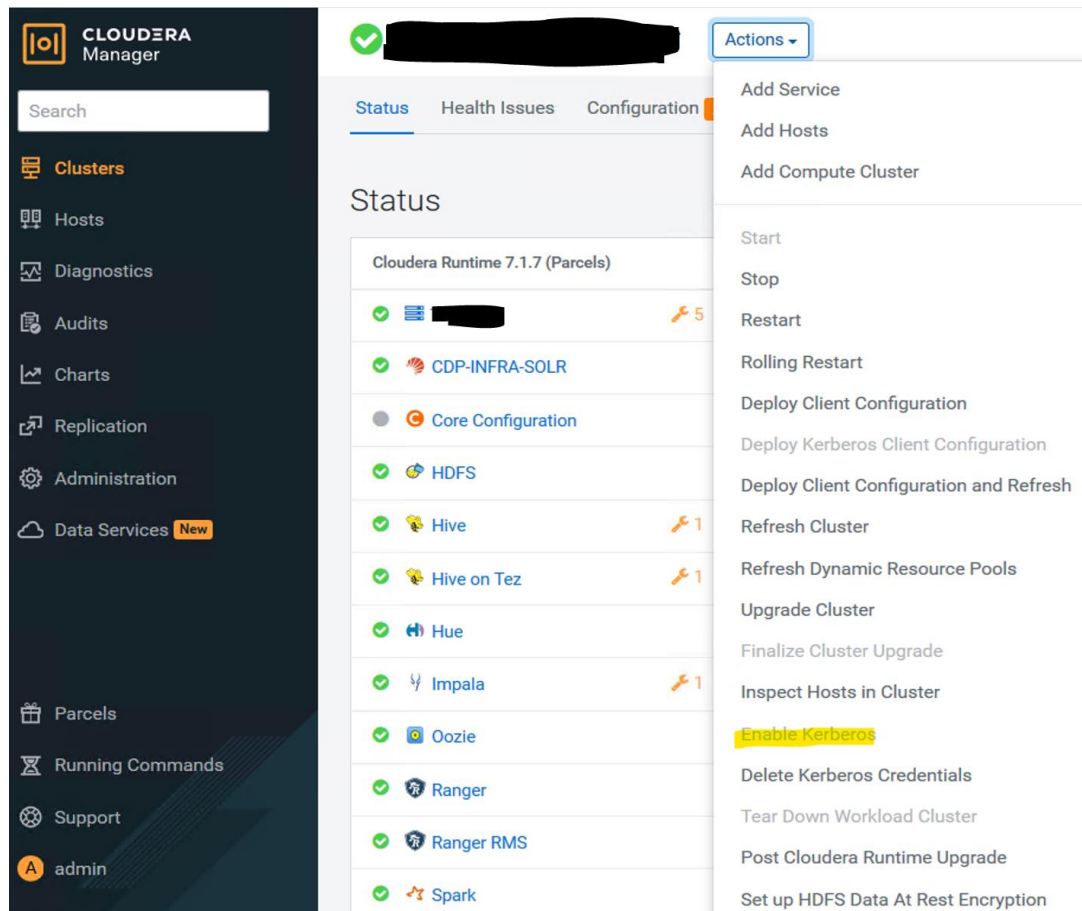 CLOUDERA
Manager
Search
Clusters
Hosts
Diagnostics
Audits
Charts
Replication
Administration
Data Services New
Parcels
Running Commands
Support
A admin
Actions
Status Health Issues Configuration
Status
Cloudera Runtime 7.1.7 (Parcels)
5
CDP-INFRA-SOLR
Core Configuration
HDFS
Hive 1
Hive on Tez 1
Hue
Impala 1
Oozie
Ranger
Ranger RMS
Spark
Add Service
Add Hosts
Add Compute Cluster
Start
Stop
Restart
Rolling Restart
Deploy Client Configuration
Deploy Kerberos Client Configuration
Deploy Client Configuration and Refresh
Refresh Cluster
Refresh Dynamic Resource Pools
Upgrade Cluster
Finalize Cluster Upgrade
Inspect Hosts in Cluster
Enable Kerberos
Delete Kerberos Credentials
Tear Down Workload Cluster
Post Cloudera Runtime Upgrade
Set up HDFS Data At Rest Encryption